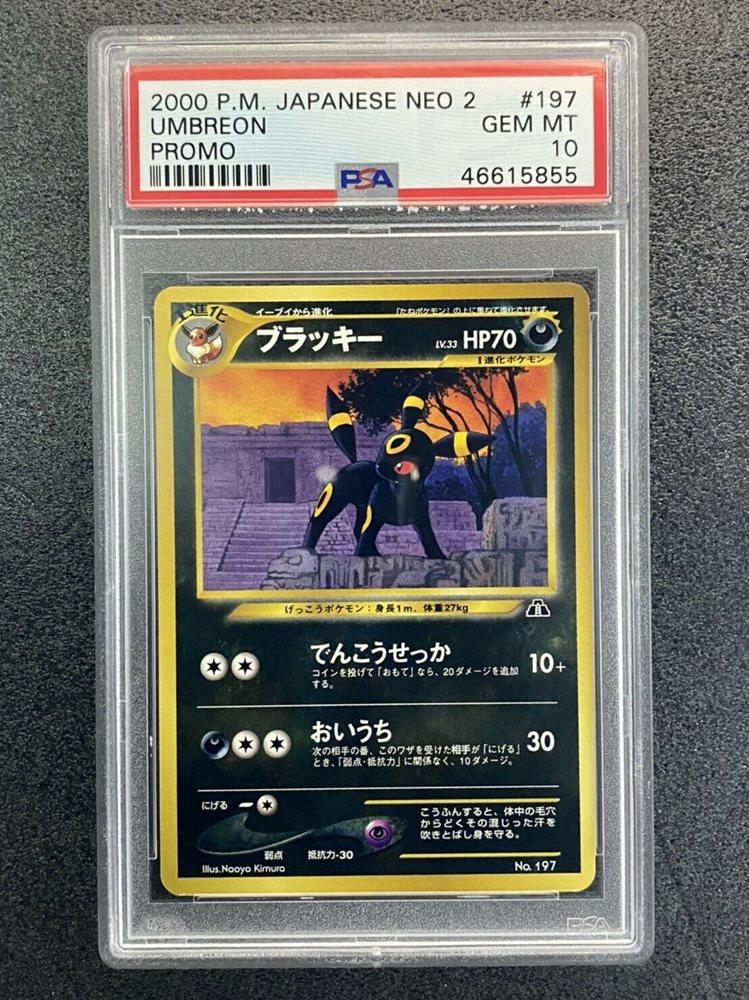 2000 P.M. JAPANESE NEO 2 #197
UMBREON GEM MT
PROMO 10
PSA 46615855
1進化
イーブイから進化 「たねポケモン」の上に重ねて進化させます。
ブラッキー LV.33 HP70
1進化ポケモン
げっこうポケモン：身長1m、体重27kg
でんこうせっか 10+
コインを投げて「おもて」なら、20ダメージを追加
する。
おいうち 30
次の相手の番、このワザを受けた相手が「にげる」
とき、「弱点・抵抗力」に関係なく、10ダメージ。
にげる
こうふんすると、体中の毛穴
からどくその混じった汗を
吹きとばし身を守る。
弱点 抵抗力-30
Illus.Naoyo Kimura No. 197
PSA